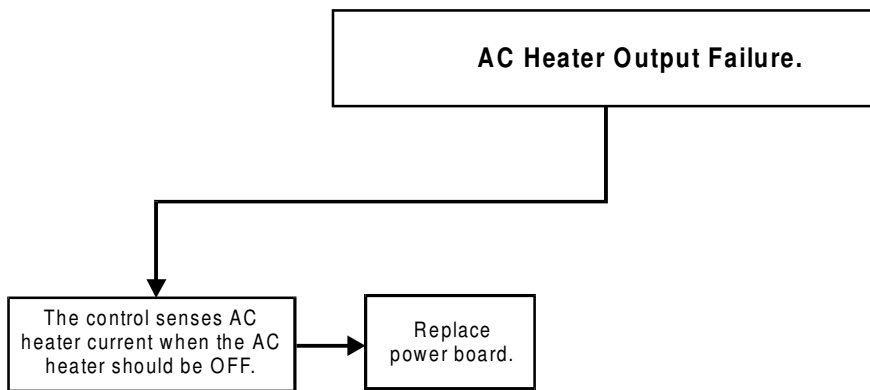 AC Heater Output Failure.
The control senses AC
heater current when the AC
heater should be OFF.
Replace
power board.